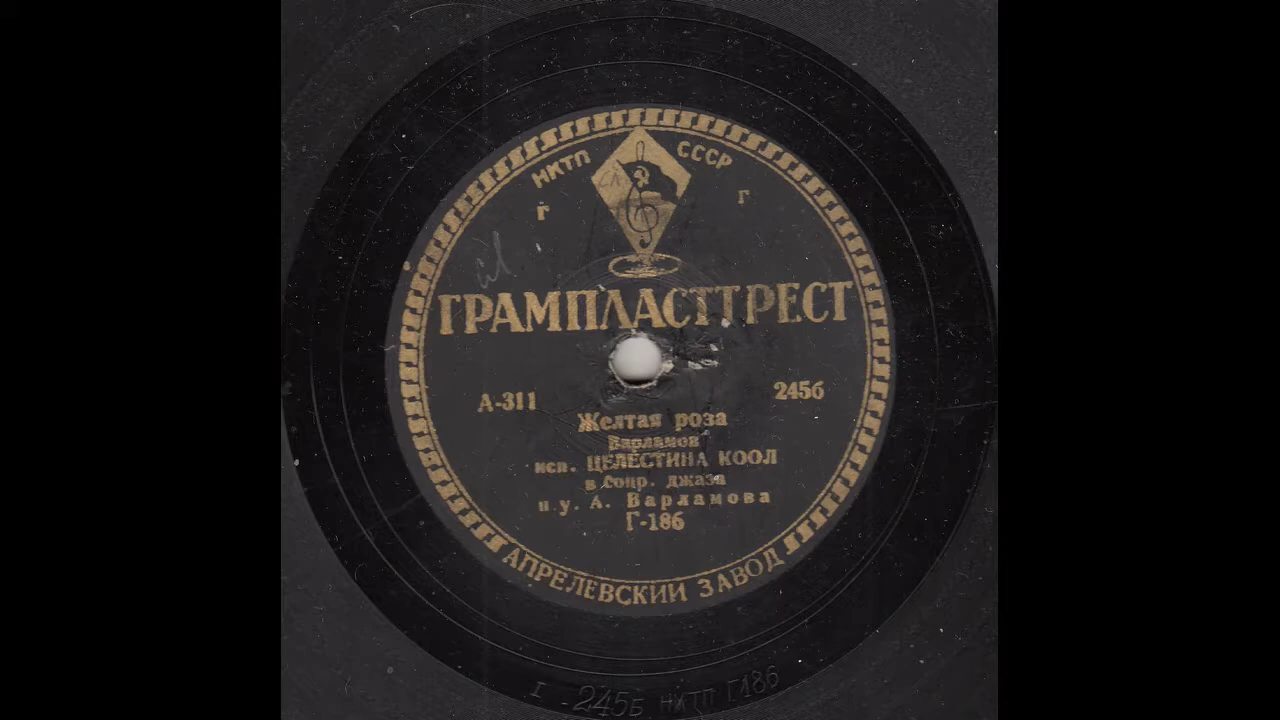 НКТП СССР
г г
ГРАМПЛАСТТРЕСТ
А-311 2456
Желтая роза
Варламов
исп. ЦЕЛЕСТИНА КООЛ
в Сопр. джаза
п.у. А. Варламова
Г-186
АПРЕЛЕВСКИЙ ЗАВОД
I 245Б НКТП Г186